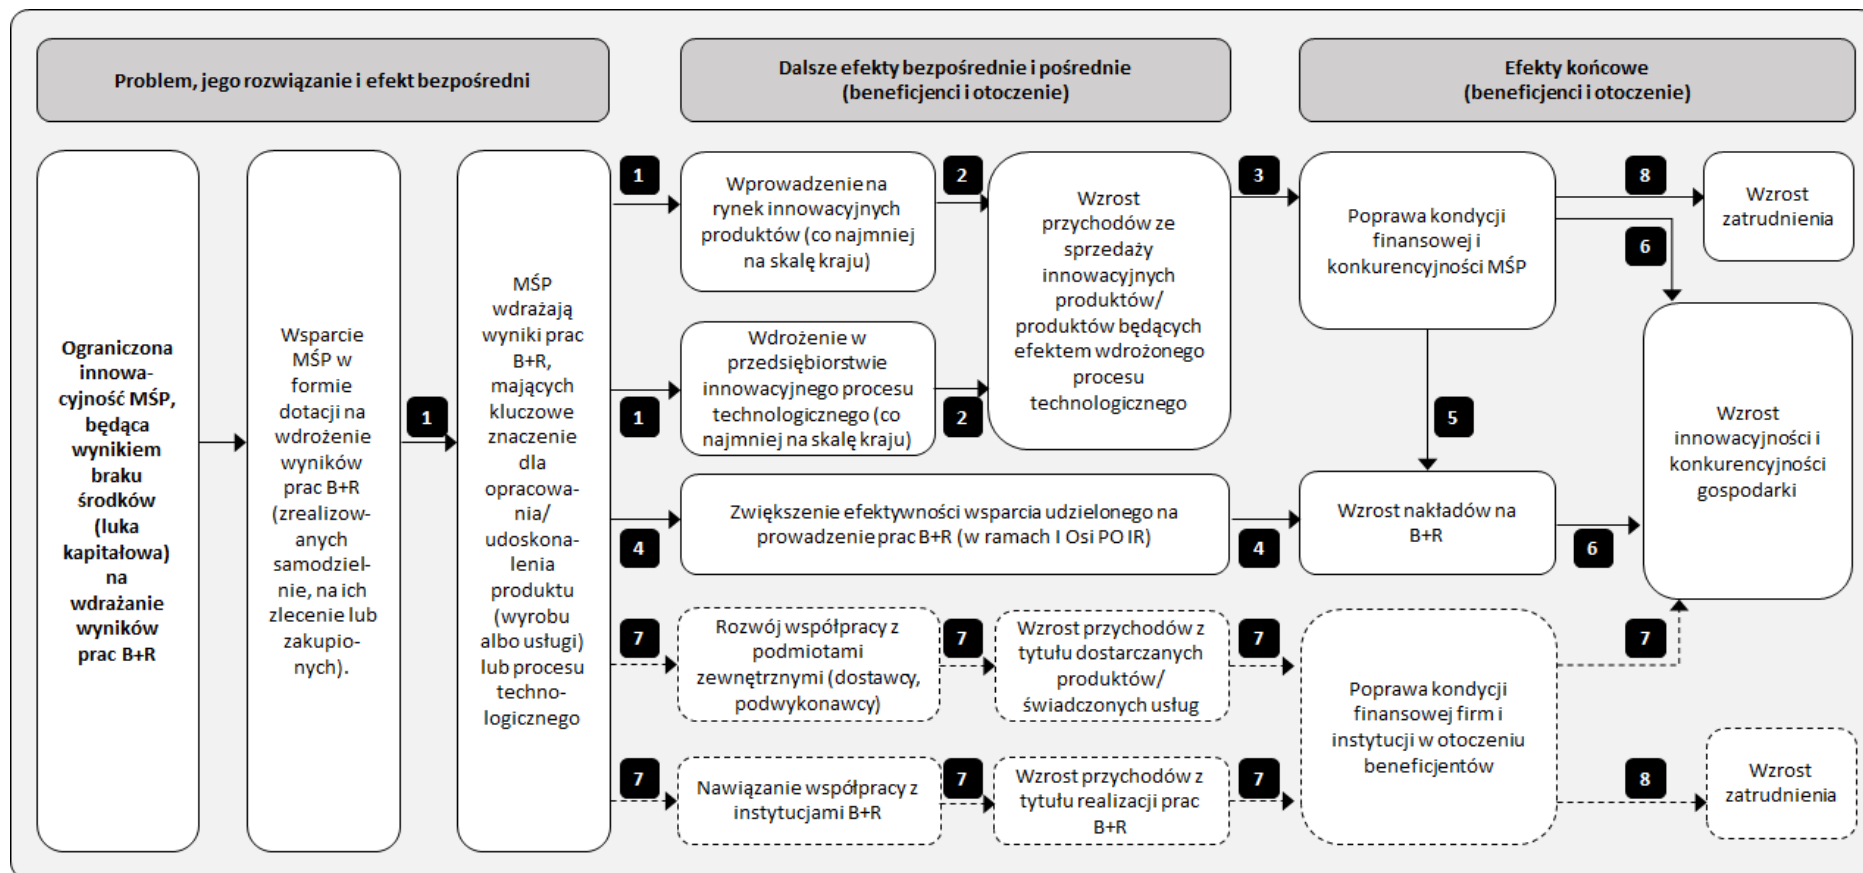 Problem, jego rozwiązanie i efekt bezpośredni
Dalsze efekty bezpośrednie i pośrednie
(beneficjenci i otoczenie)
Efekty końcowe
(beneficjenci i otoczenie)
Ograniczona
innowa-
cyjność MŚP,
będąca
wynikiem
braku
środków
(luka
kapitałowa)
na
wdrażanie
wyników
prac B+R
Wsparcie
MŚP w
formie
dotacji na
wdrożenie
wyników
prac B+R
(zrealizow-
anych
samodziel-
nie, na ich
zlecenie lub
zakupio-
nych).
1
MŚP
wdrażają
wyniki prac
B+R,
mających
kluczowe
znaczenie
dla
opracowa-
nia/
udoskona-
lenia
produktu
(wyrobu
albo usługi)
lub procesu
techno-
logicznego
1
Wprowadzenie na
rynek innowacyjnych
produktów (co najmniej
na skalę kraju)
2
1
Wdrożenie w
przedsiębiorstwie
innowacyjnego procesu
technologicznego (co
najmniej na skalę kraju)
2
Wzrost
przychodów ze
sprzedaży
innowacyjnych
produktów/
produktów będących
efektem wdrożonego
procesu
technologicznego
3
Poprawa kondycji
finansowej i
konkurencyjności MŚP
8
Wzrost
zatrudnienia
6
5
4
Zwiększenie efektywności wsparcia udzielonego na
prowadzenie prac B+R (w ramach I Osi PO IR)
4
Wzrost nakładów na
B+R
6
Wzrost
innowacyjności i
konkurencyjności
gospodarki
7
Rozwój współpracy z
podmiotami
zewnętrznymi (dostawcy,
podwykonawcy)
7
Wzrost przychodów z
tytułu dostarczanych
produktów/
świadczonych usług
7
7
Nawiązanie współpracy z
instytucjami B+R
7
Wzrost przychodów z
tytułu realizacji prac
B+R
7
Poprawa kondycji
finansowej firm i
instytucji w otoczeniu
beneficjentów
7
8
Wzrost
zatrudnienia